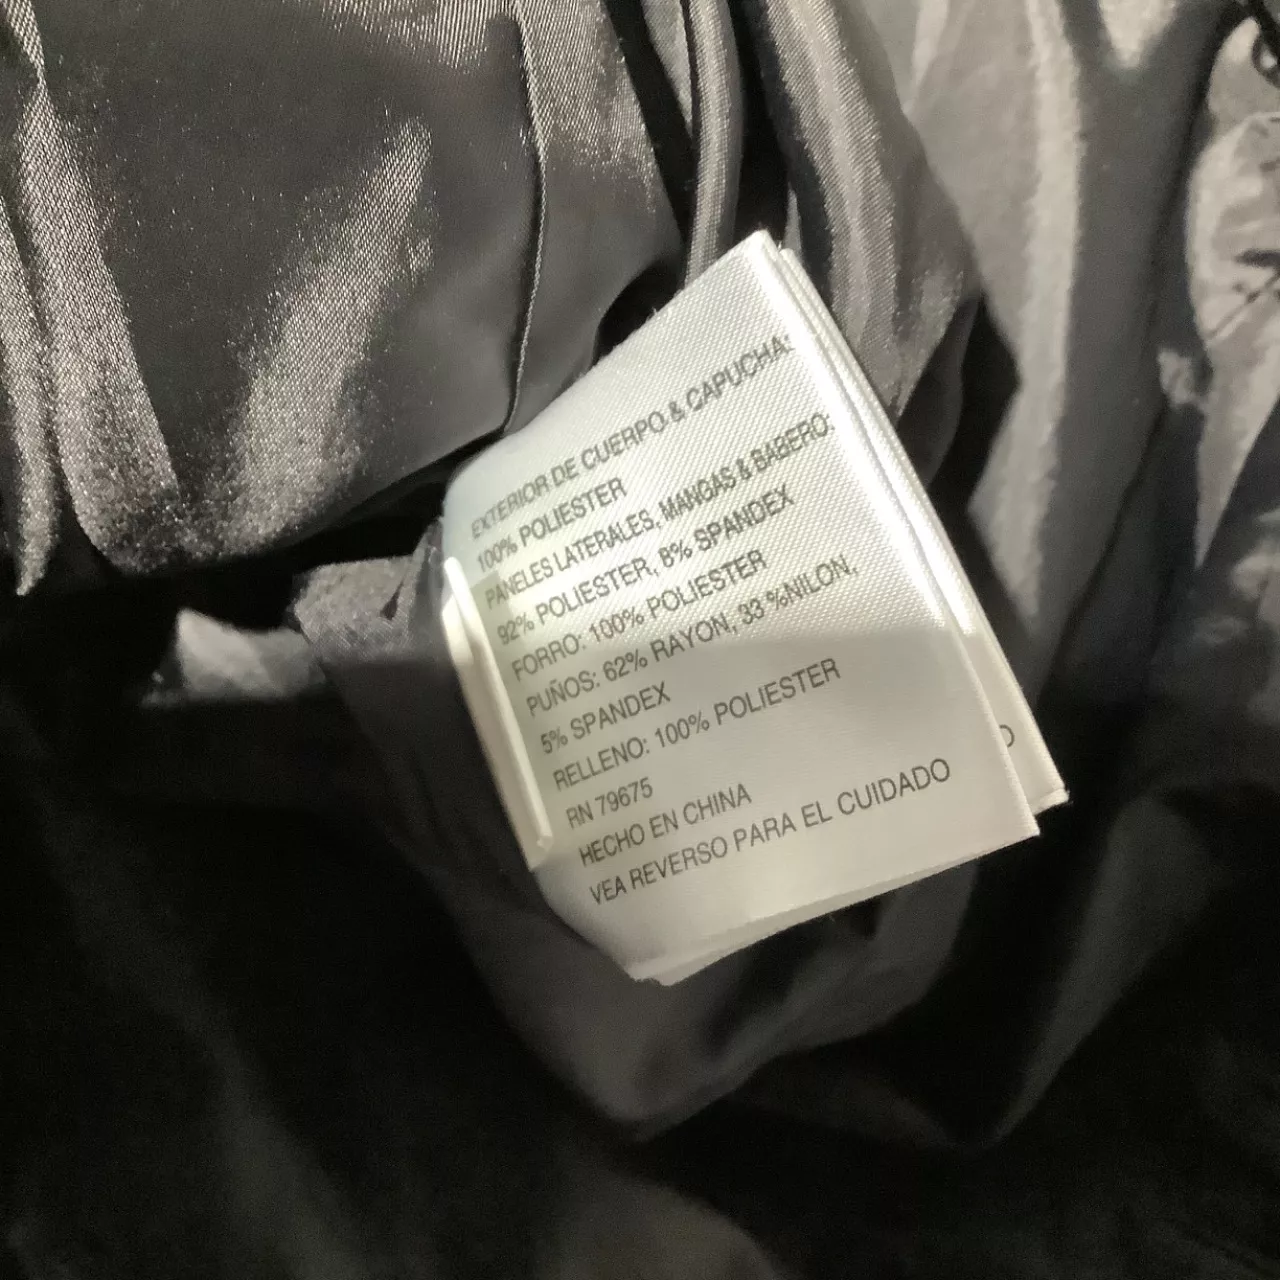 EXTERIOR DE CUERPO & CAPUCHA:
100% POLIESTER
PANELES LATERALES, MANGAS & BABERO:
92% POLIESTER, 8% SPANDEX
FORRO: 100% POLIESTER
PUÑOS: 62% RAYON, 33 %NILON,
5% SPANDEX
RELLENO: 100% POLIESTER
RN 79675
HECHO EN CHINA
VEA REVERSO PARA EL CUIDADO